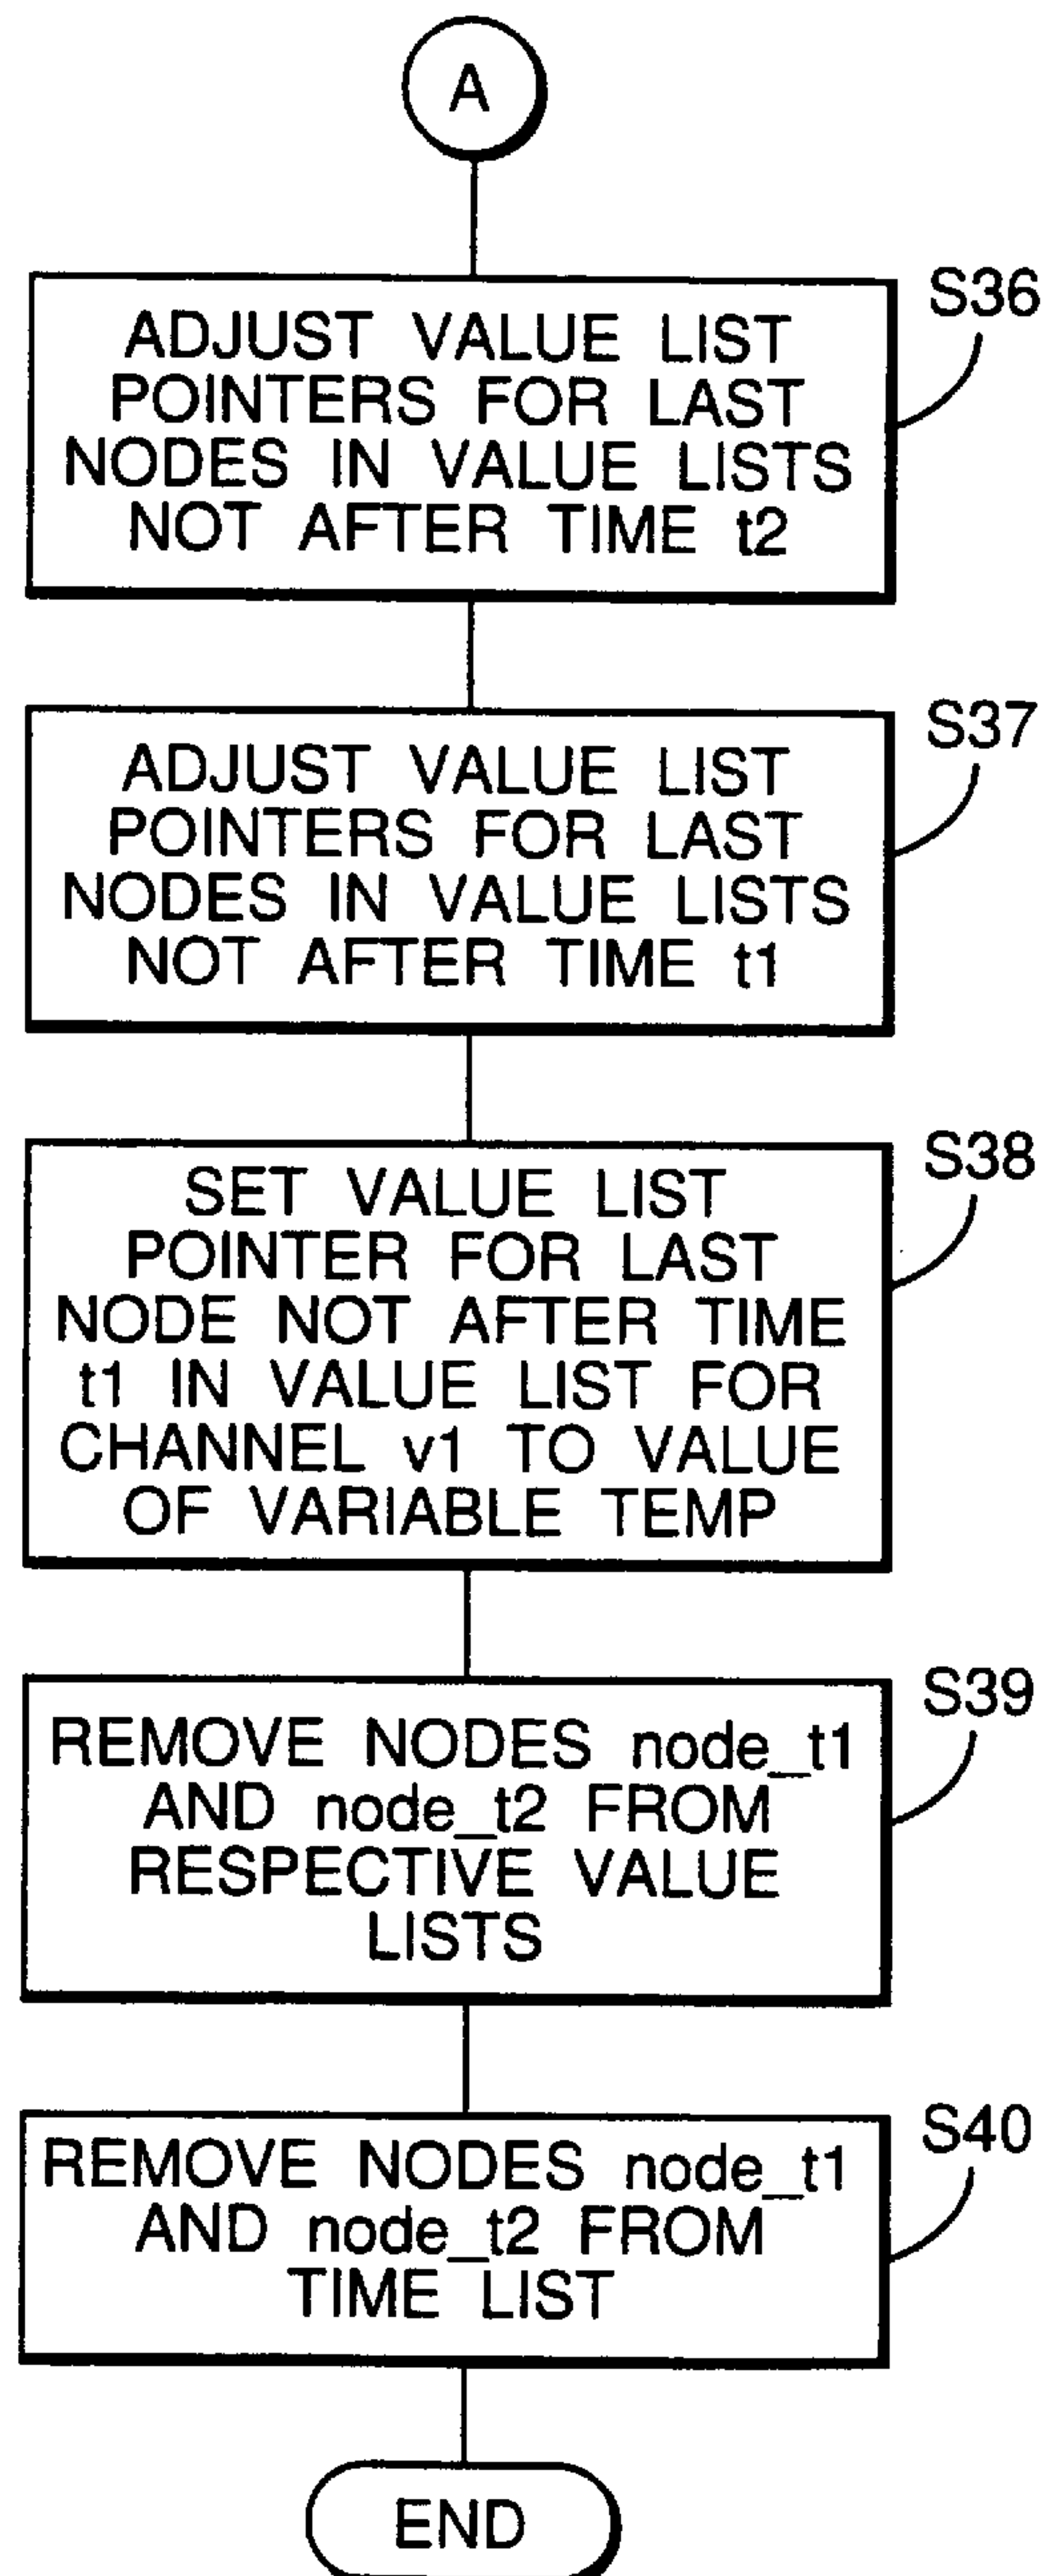 A
S36
ADJUST VALUE LIST
POINTERS FOR LAST
NODES IN VALUE LISTS
NOT AFTER TIME t2
S37
ADJUST VALUE LIST
POINTERS FOR LAST
NODES IN VALUE LISTS
NOT AFTER TIME t1
S38
SET VALUE LIST
POINTER FOR LAST
NODE NOT AFTER TIME
t1 IN VALUE LIST FOR
CHANNEL v1 TO VALUE
OF VARIABLE TEMP
S39
REMOVE NODES node_t1
AND node_t2 FROM
RESPECTIVE VALUE
LISTS
S40
REMOVE NODES node_t1
AND node_t2 FROM
TIME LIST
END